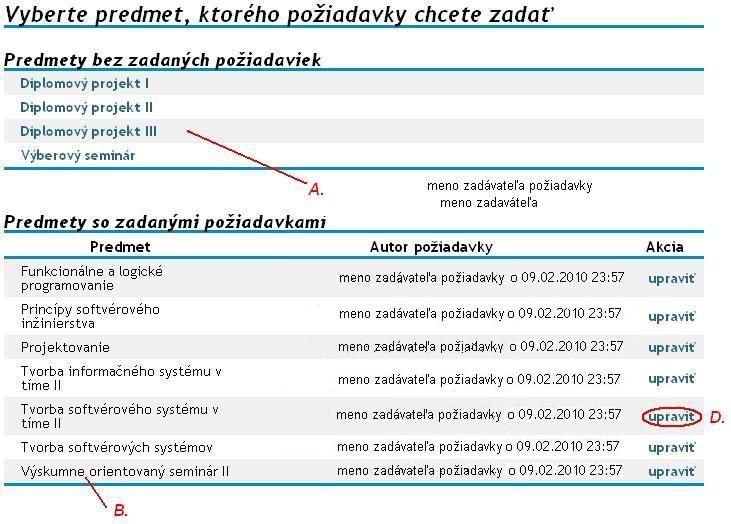 Vyberte predmet, ktorého požiadavky chcete zadať
Predmety bez zadaných požiadaviek
Diplomový projekt I
Diplomový projekt II
Diplomový projekt III
Výberový seminár
A.
meno zadávateľa požiadavky
meno zadaváteľa
Predmety so zadanými požiadavkami
Predmet Autor požiadavky Akcia
Funkcionálne a logické
programovanie
meno zadávateľa požiadavky o 09.02.2010 23:57 upraviť
Princípy softvérového
inžinierstva
meno zadávateľa požiadavky o 09.02.2010 23:57 upraviť
Projektovanie meno zadávateľa požiadavky o 09.02.2010 23:57 upraviť
Tvorba informačného systému v
tíme II
meno zadávateľa požiadavky o 09.02.2010 23:57 upraviť
Tvorba softvérového systému v
tíme II
meno zadávateľa požiadavky o 09.02.2010 23:57 upraviť D.
Tvorba softvérových systémov meno zadávateľa požiadavky o 09.02.2010 23:57 upraviť
Výskumne orientovaný seminár II meno zadávateľa požiadavky o 09.02.2010 23:57 upraviť
B.